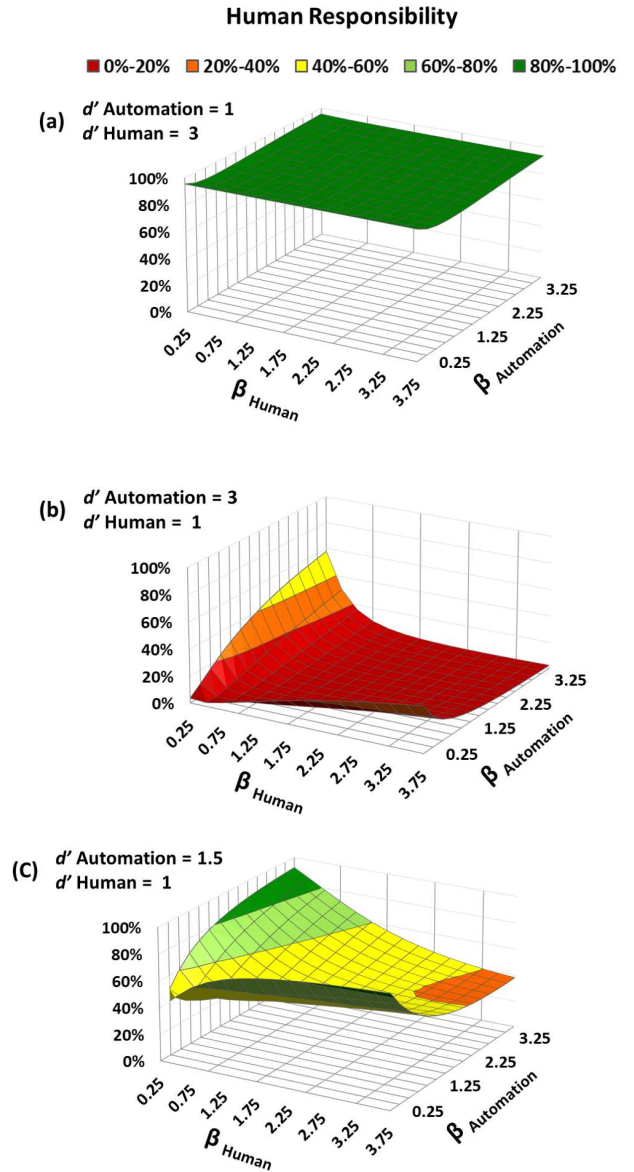 Human Responsibility
0%-20% 20%-40% 40%-60% 60%-80% 80%-100%
(a) d' Automation = 1
d' Human = 3
100%
80%
60%
40%
20%
0%
0.25 0.75 1.25 1.75 2.25 2.75 3.25 3.75
β Human
0.25 1.25 2.25 3.25
β Automation
(b) d' Automation = 3
d' Human = 1
100%
80%
60%
40%
20%
0%
0.25 0.75 1.25 1.75 2.25 2.75 3.25 3.75
β Human
0.25 1.25 2.25 3.25
β Automation
(C) d' Automation = 1.5
d' Human = 1
100%
80%
60%
40%
20%
0%
0.25 0.75 1.25 1.75 2.25 2.75 3.25 3.75
β Human
0.25 1.25 2.25 3.25
β Automation